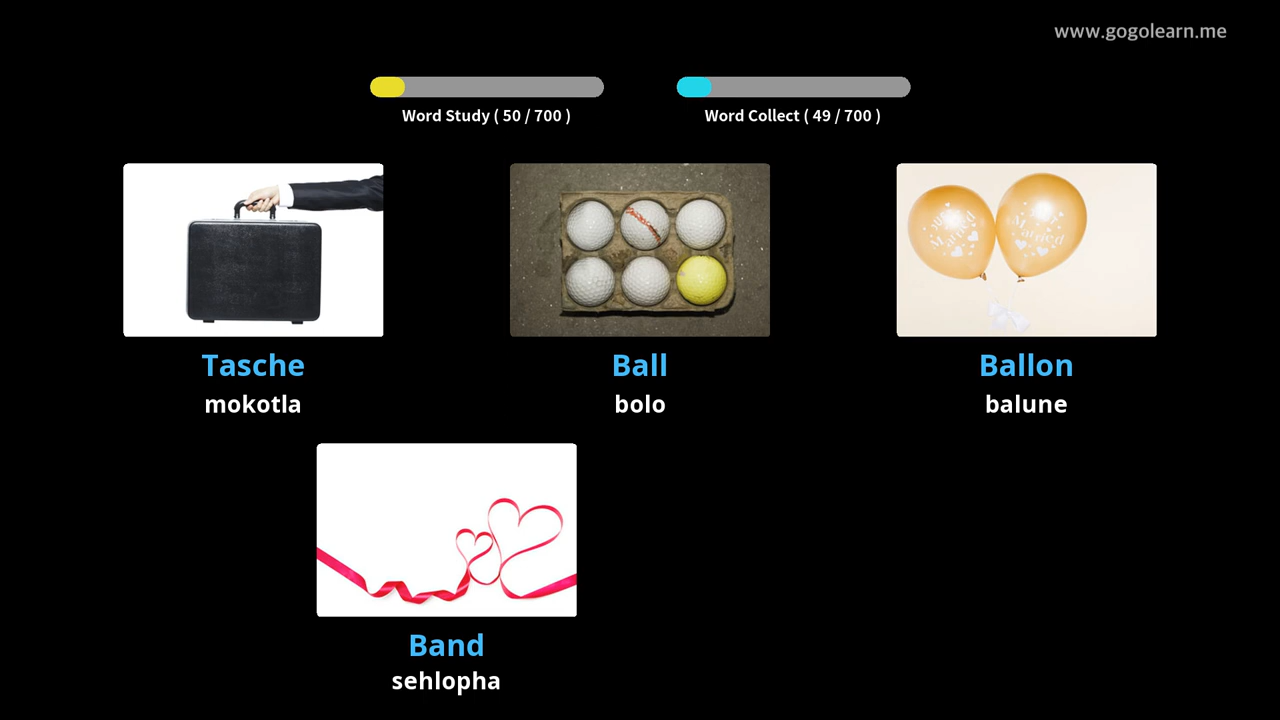 www.gogolearn.me
Word Study ( 50 / 700 )
Word Collect ( 49 / 700 )
Tasche
mokotla
Ball
bolo
Ballon
balune
Band
sehlopha